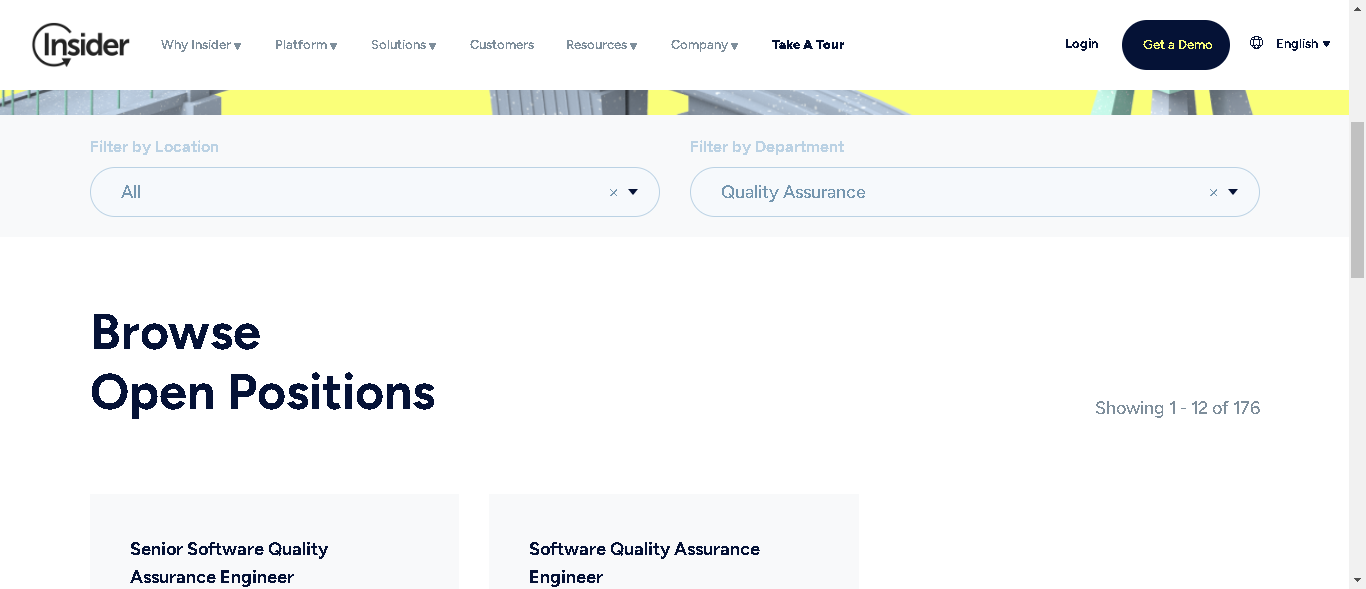 Insider Why Insider ▾ Platform ▾ Solutions ▾ Customers Resources ▾ Company ▾ Take A Tour Login Get a Demo English ▾
Filter by Location Filter by Department
All × Quality Assurance ×
Browse
Open Positions
Showing 1 - 12 of 176
Senior Software Quality
Assurance Engineer
Software Quality Assurance
Engineer